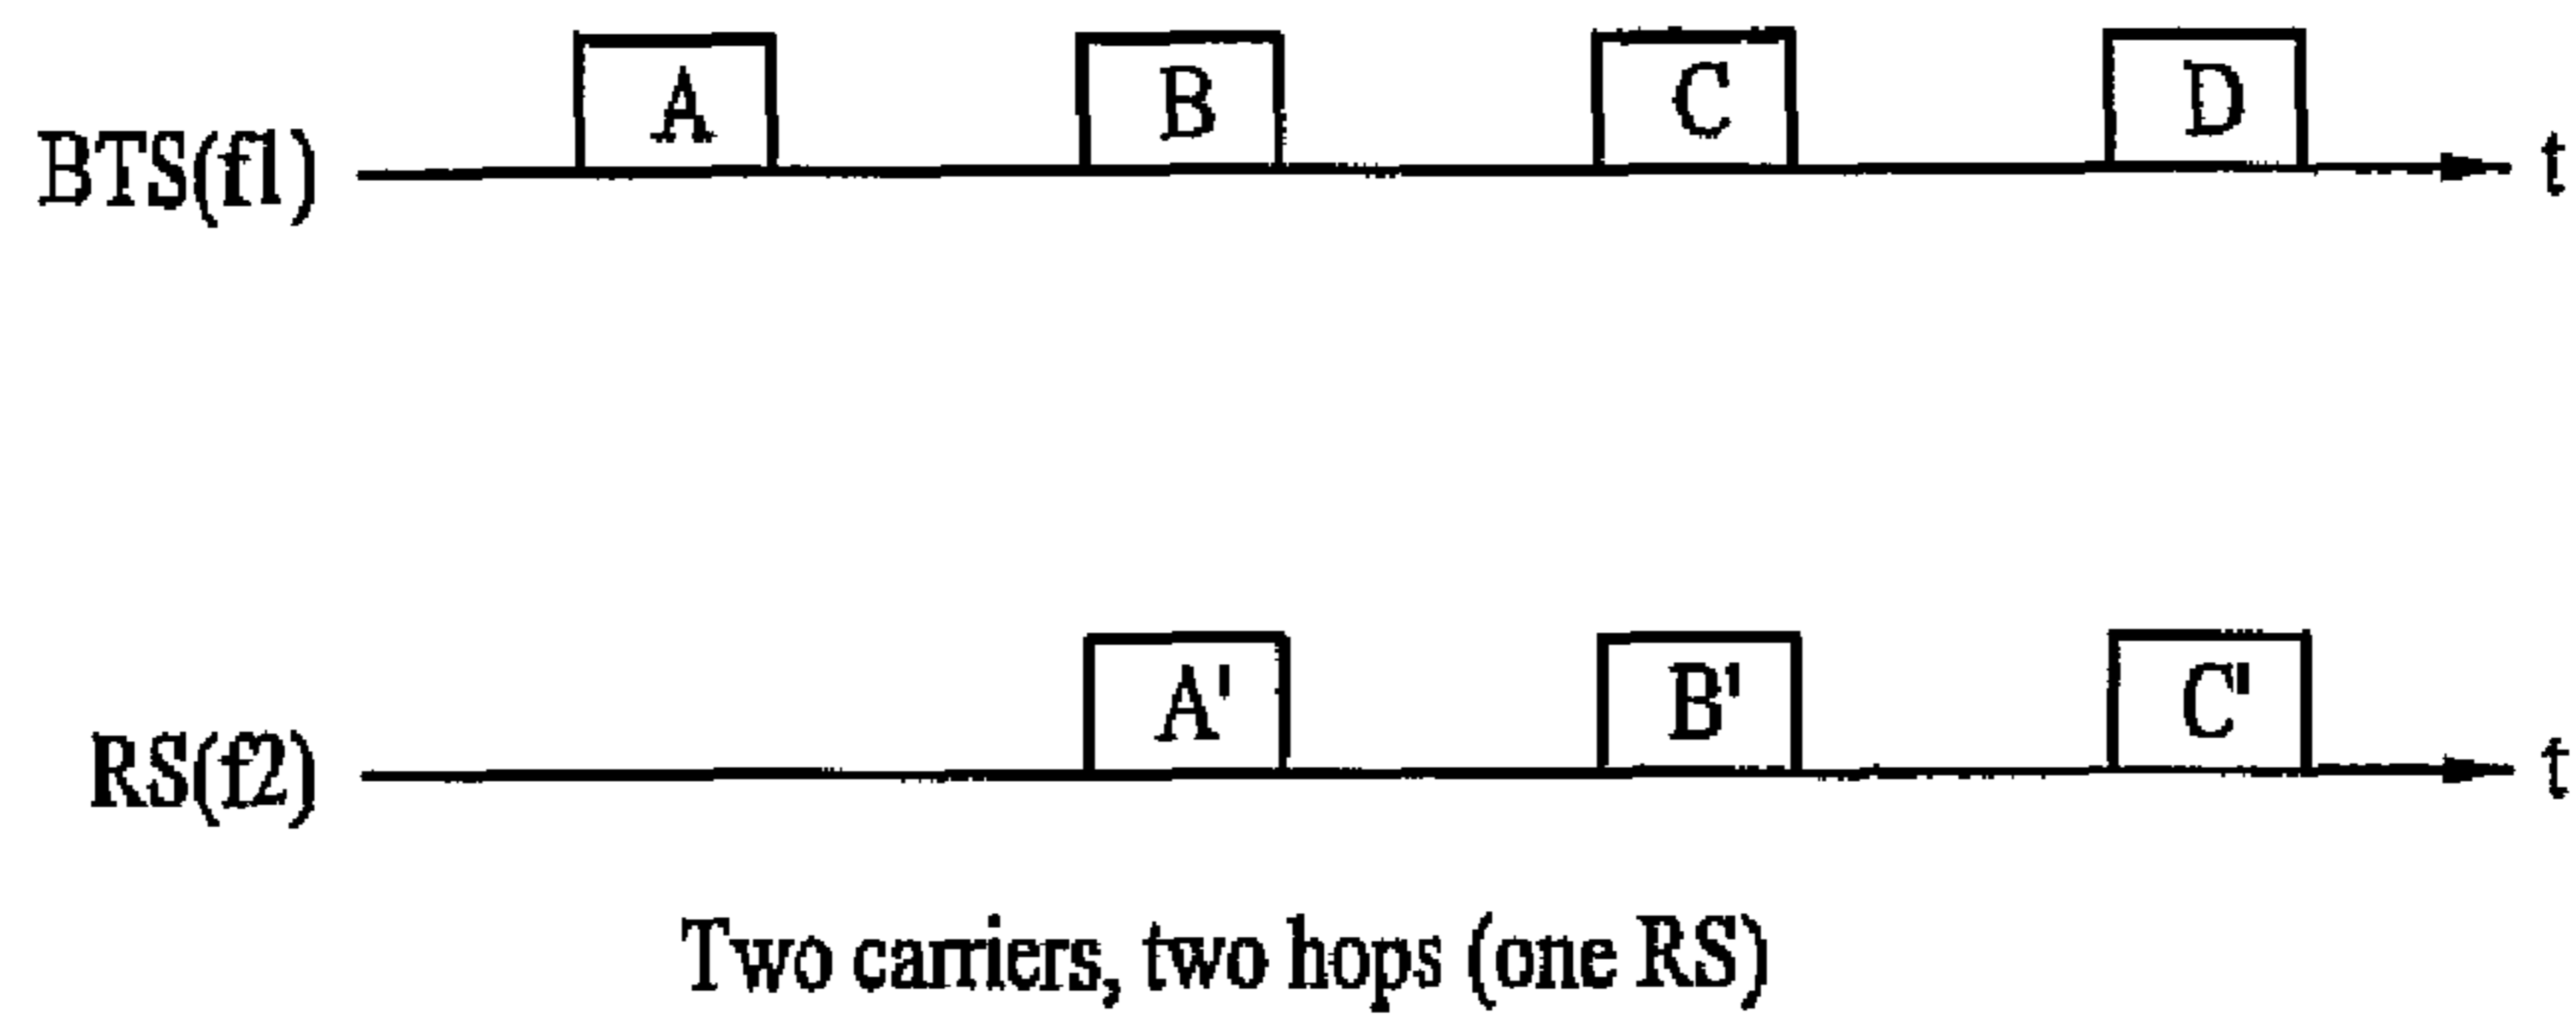 A B C D
BTS(f1) t
A' B' C'
RS(f2) t
Two carriers, two hops (one RS)